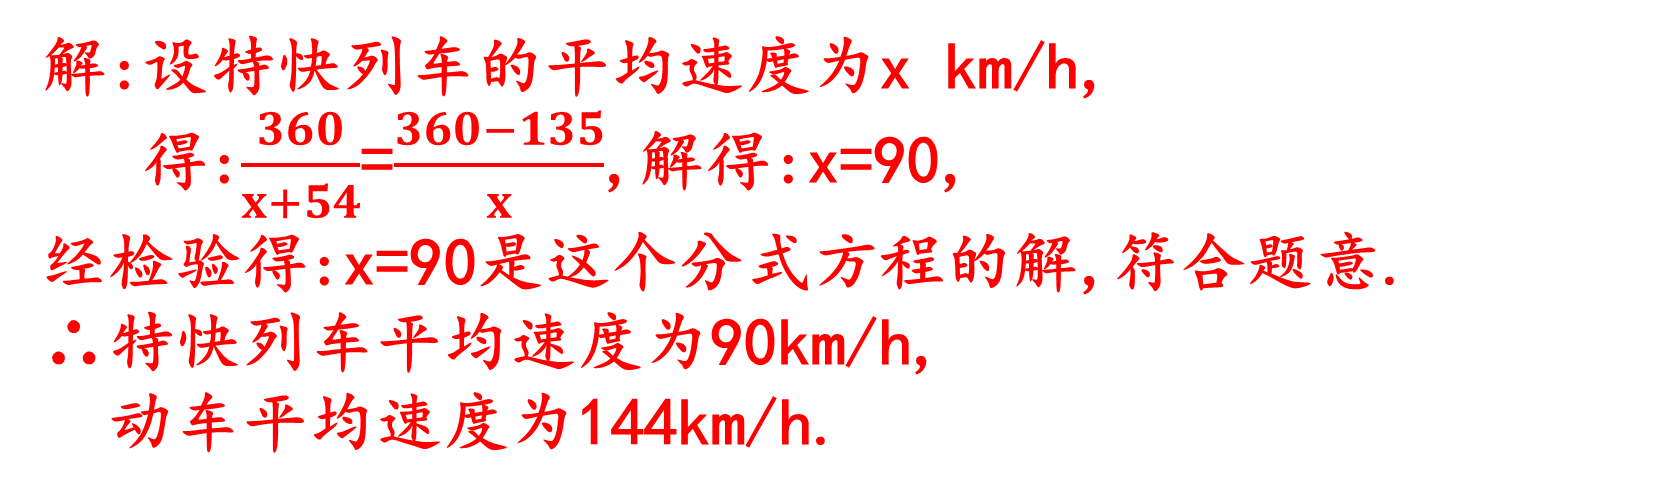 解:设特快列车的平均速度为x km/h,
得:360/(x+54)=(360-135)/x,解得:x=90,
经检验得:x=90是这个分式方程的解,符合题意.
∴特快列车平均速度为90km/h,
动车平均速度为144km/h.